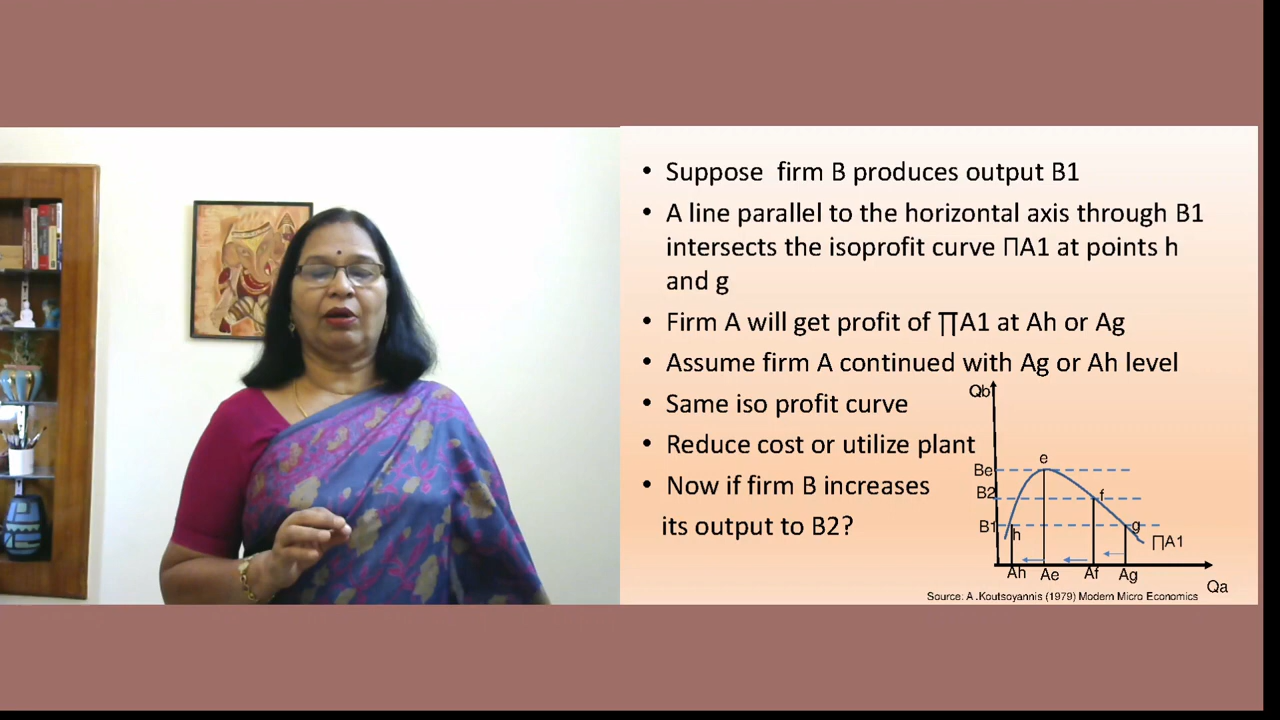 • Suppose  firm B produces output B1
• A line parallel to the horizontal axis through B1
intersects the isoprofit curve ΠA1 at points h
and g
• Firm A will get profit of ∏A1 at Ah or Ag
• Assume firm A continued with Ag or Ah level
• Same iso profit curve
• Reduce cost or utilize plant
• Now if firm B increases
its output to B2?
Qb
e
Be
B2
f
B1
h
g
∏A1
Ah
Ae
Af
Ag
Qa
Source: A .Koutsoyannis (1979) Modern Micro Economics